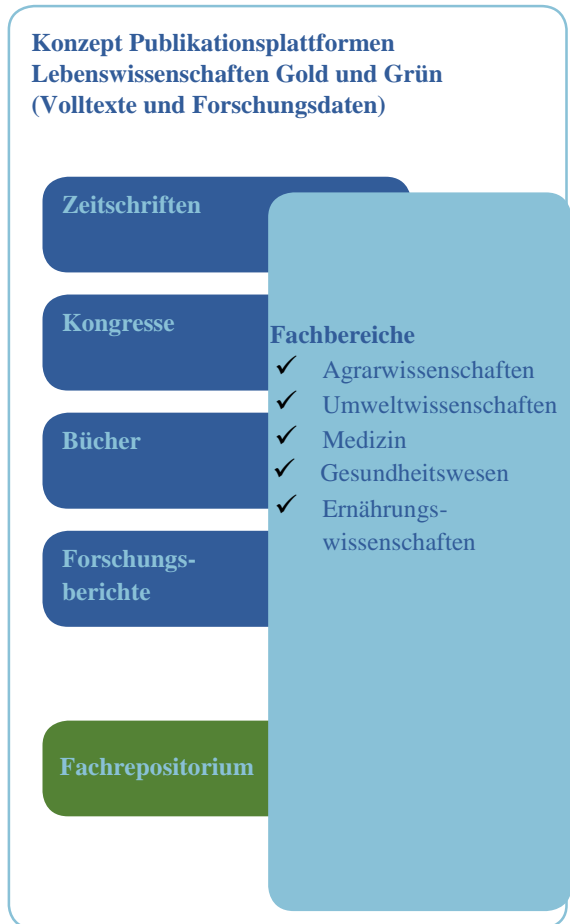 Konzept Publikationsplattformen
Lebenswissenschaften Gold und Grün
(Volltexte und Forschungsdaten)
Zeitschriften
Kongresse
Bücher
Forschungs-
berichte
Fachrepositorium
Fachbereiche
✓ Agrarwissenschaften
✓ Umweltwissenschaften
✓ Medizin
✓ Gesundheitswesen
✓ Ernährungs-
wissenschaften